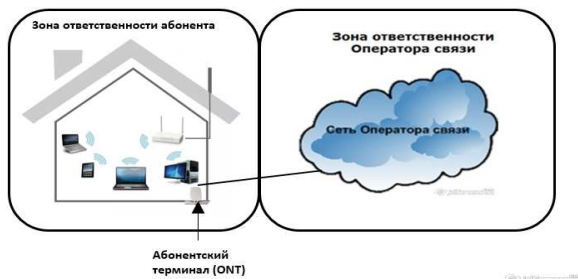 Зона ответственности абонента
Зона ответственности
Оператора связи
Сеть Оператора связи
Абонентский
терминал (ONT)